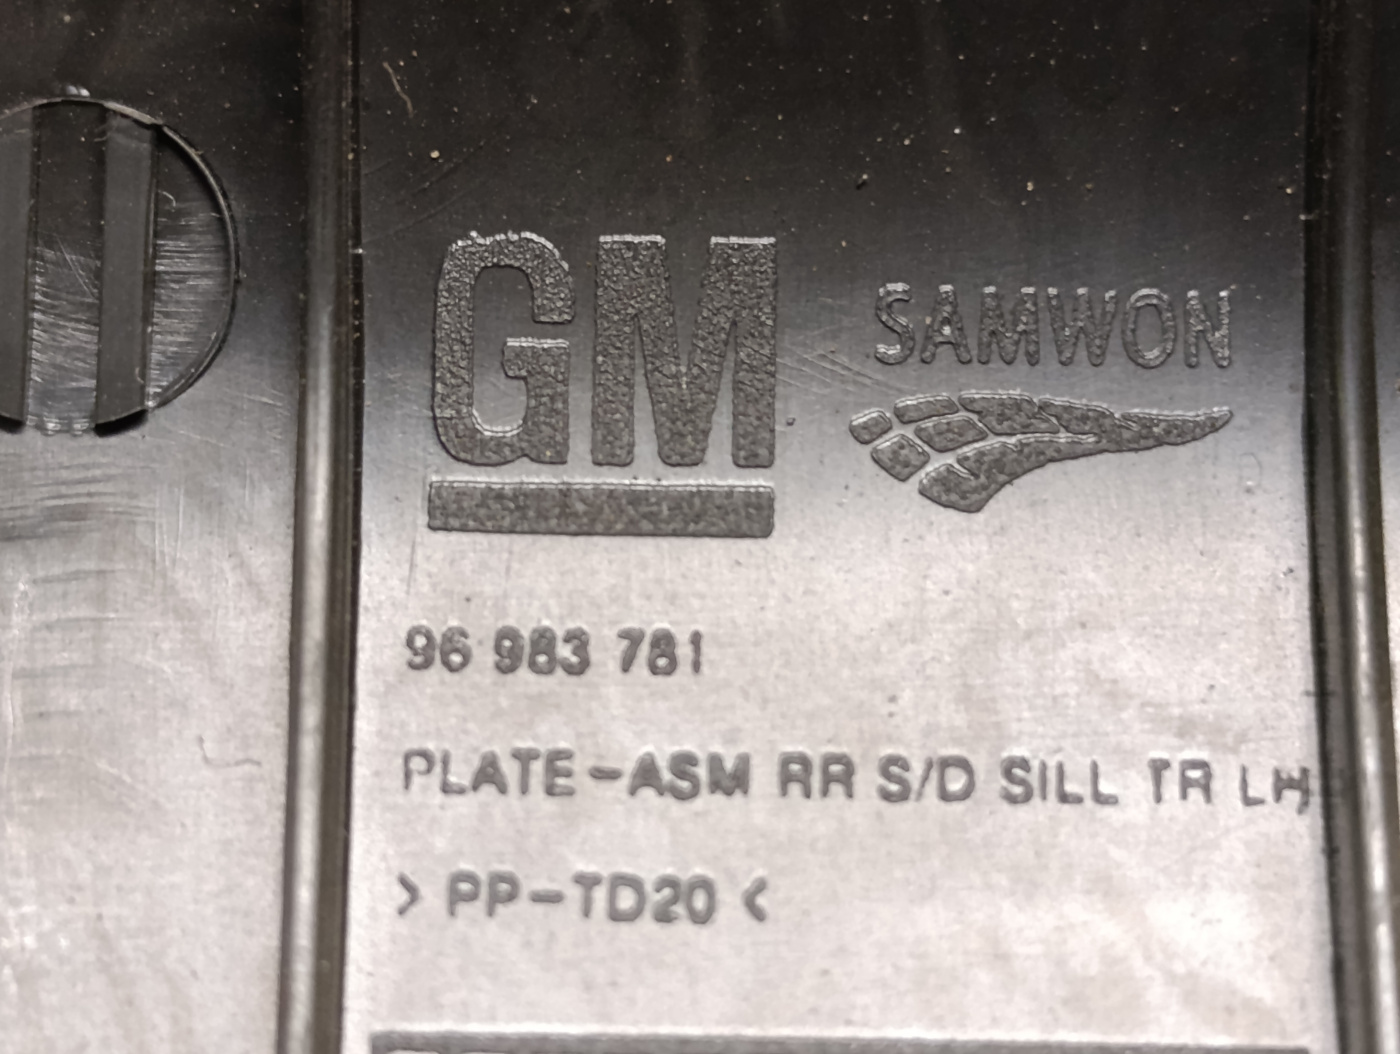 GM
SAMWON
96 983 781
PLATE-ASM RR S/D SILL TR LH
>PP-TD20<